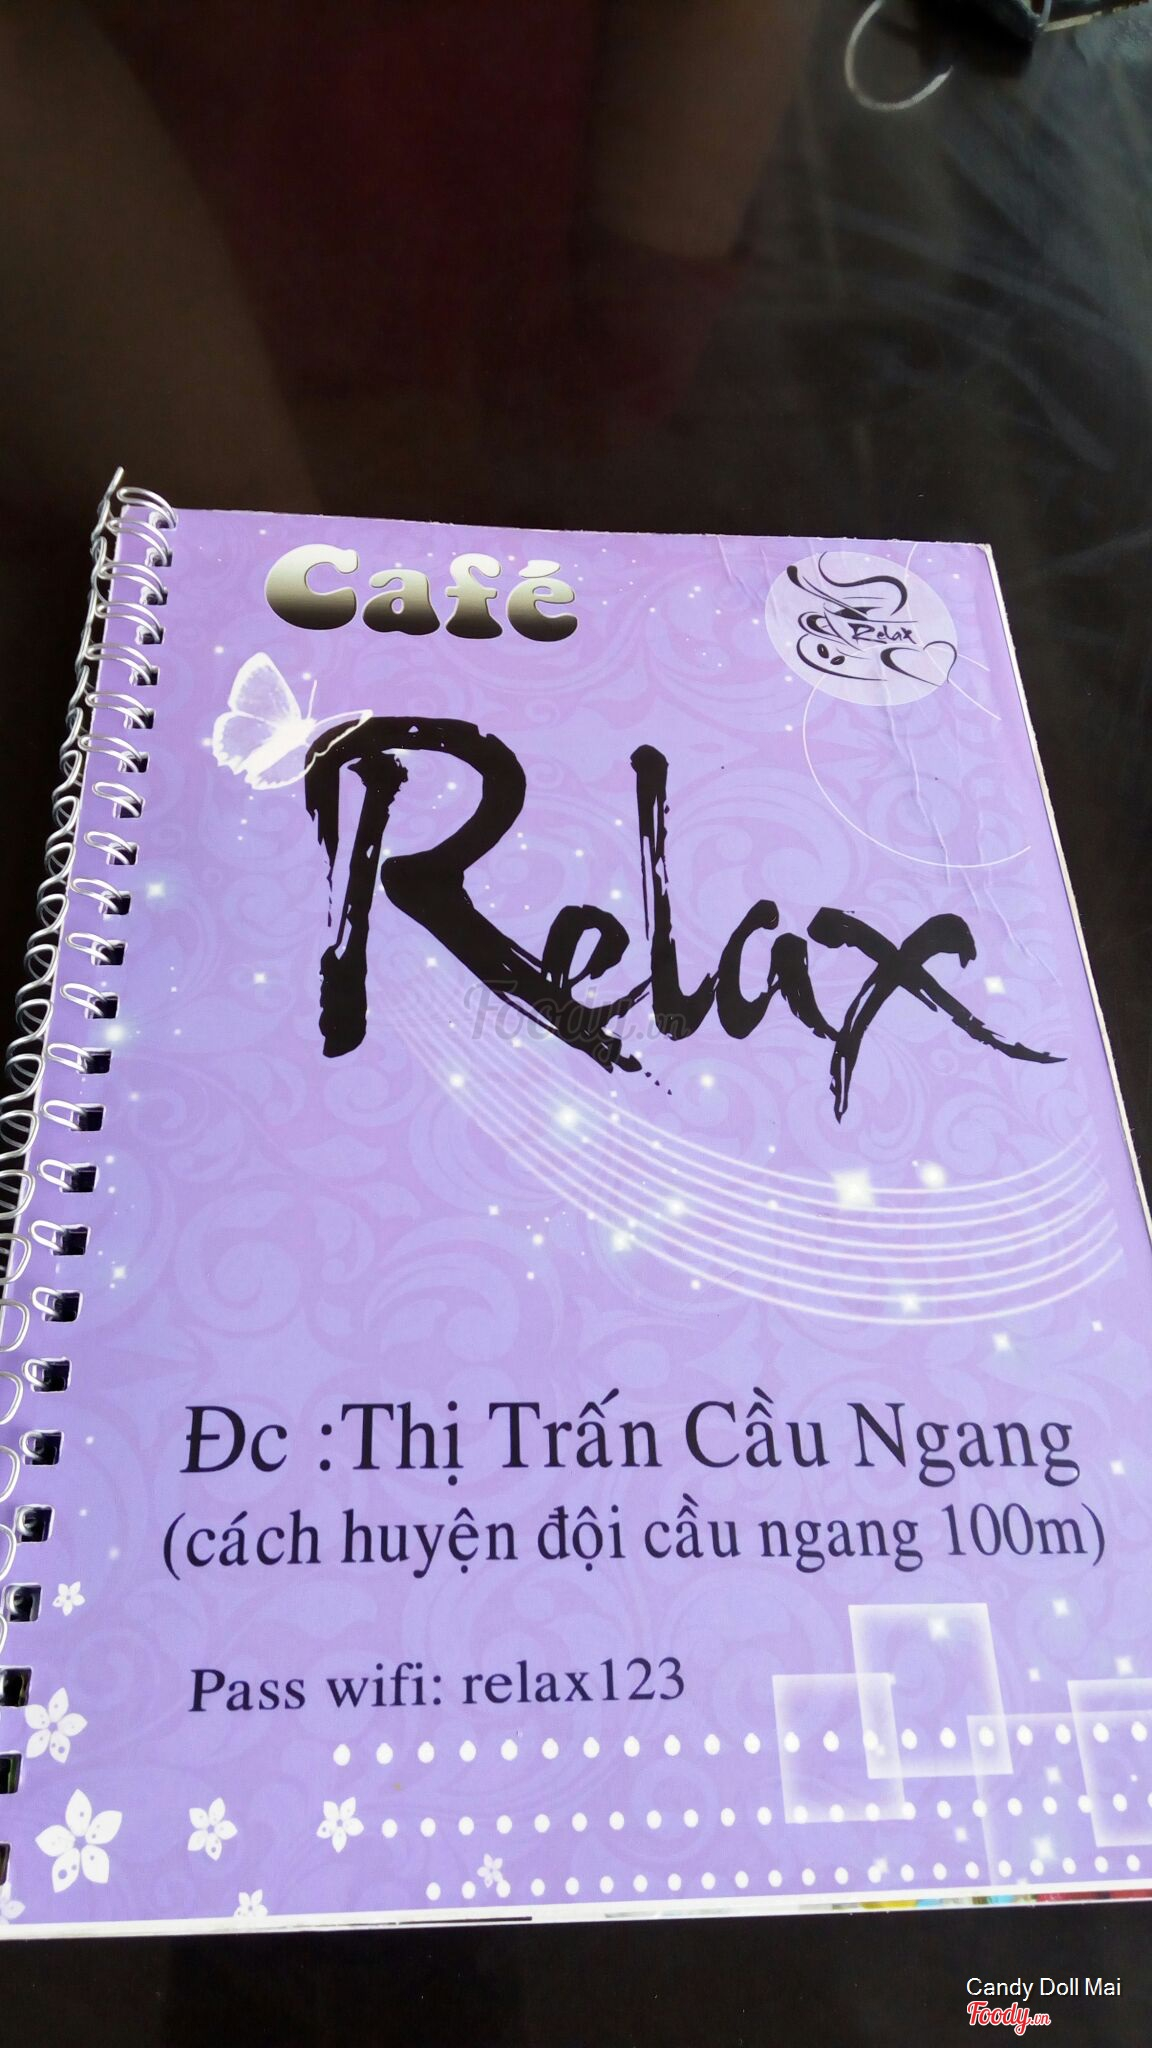 Café
Relax
Relax
Foody.vn
Đc :Thị Trấn Cầu Ngang
(cách huyện đội cầu ngang 100m)
Pass wifi: relax123
Candy Doll Mai
Foody.vn